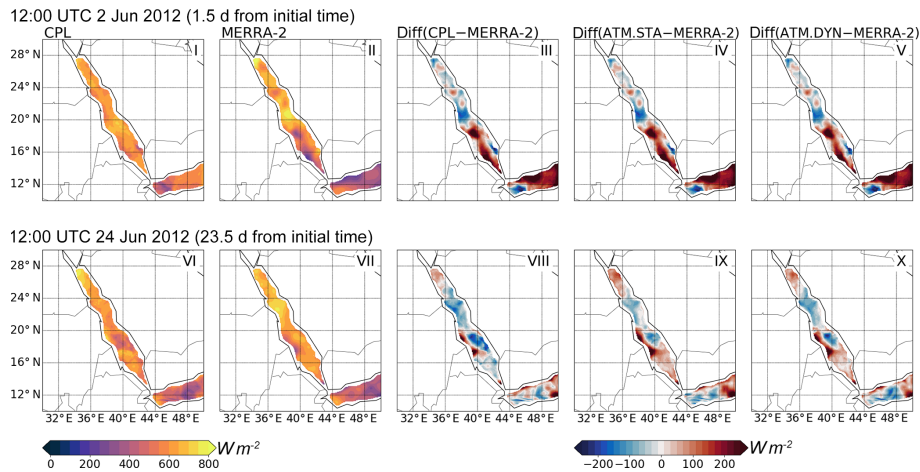 12:00 UTC 2 Jun 2012 (1.5 d from initial time)
CPL MERRA-2 Diff(CPL−MERRA-2) Diff(ATM.STA−MERRA-2) Diff(ATM.DYN−MERRA-2)
28° N I II III IV V
24° N
20° N
16° N
12° N
12:00 UTC 24 Jun 2012 (23.5 d from initial time)
28° N VI VII VIII IX X
24° N
20° N
16° N
12° N
32° E 36° E 40° E 44° E 48° E 32° E 36° E 40° E 44° E 48° E 32° E 36° E 40° E 44° E 48° E 32° E 36° E 40° E 44° E 48° E 32° E 36° E 40° E 44° E 48° E
W m⁻² W m⁻²
0 200 400 600 800 −200 −100 0 100 200